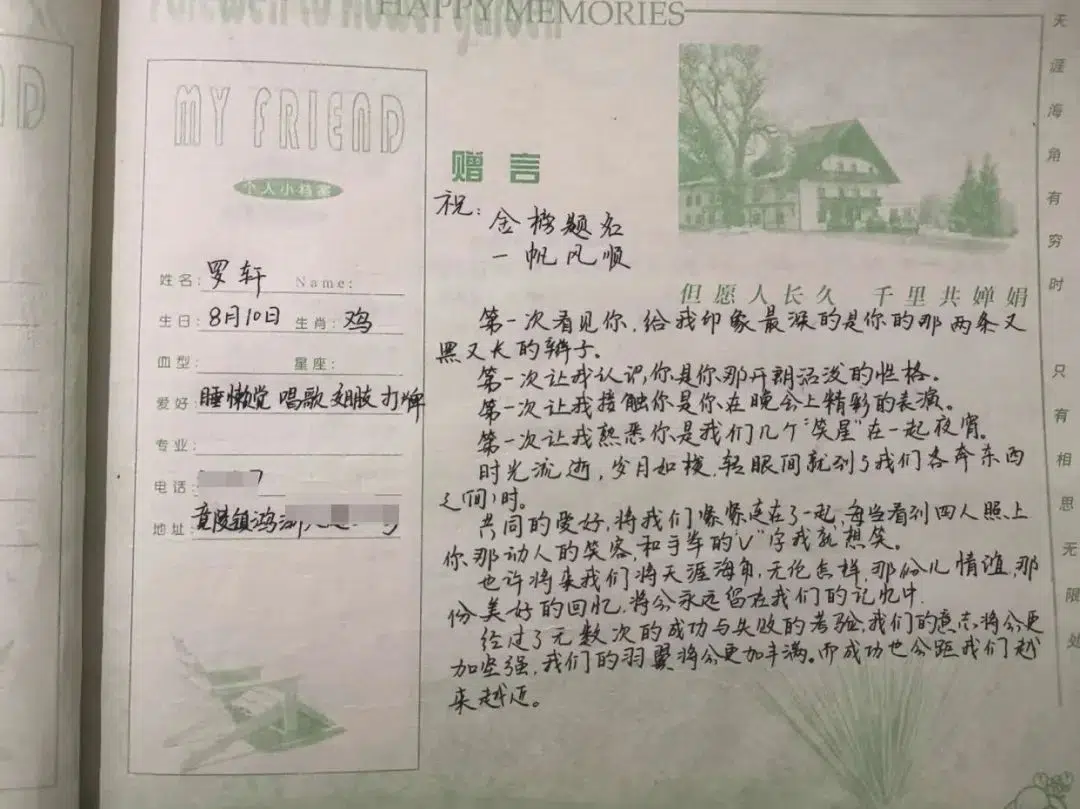 Farewell to flower garden
HAPPY MEMORIES
MY FRIEND
个人小档案
姓名: 罗轩 Name:
生日: 8月10日 生肖: 鸡
血型: 星座:
爱好: 睡懒觉 唱歌 打牌
专业:
电话: 7
地址: 竟陵镇鸿
赠言
祝:
金榜题名
一帆风顺
但愿人长久 千里共婵娟
第一次看见你,给我印象最深的是你的那两条又
黑又长的辫子。
第一次让我认识你是你那开朗活泼的性格。
第一次让我接触你是你在晚会上精彩的表演。
第一次让我熟悉你是我们几个“笑星”在一起夜宵。
时光流逝,岁月如梭,轻眼间就到了我们各奔东西
之(间)时。
共同的爱好,将我们紧紧连在了一起,每当看到四人照上
你那动人的笑容和手举的“V”字我就想笑。
也许将来我们将天涯海角,无论怎样,那份儿情谊,那
份美好的回忆,将会永远留在我们的记忆中.
经过了无数次的成功与失败的考验,我们的意志将会更
加坚强,我们的羽翼将会更加丰满。而成功也会距我们越
来越近。
天涯海角有穷时 只有相思无限处
ND